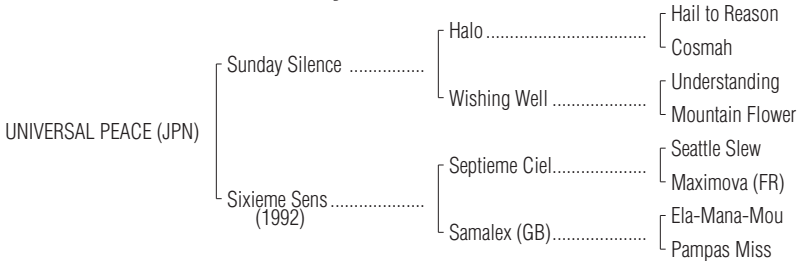 Hail to Reason
Halo ................................
Cosmah
Sunday Silence ................
Understanding
Wishing Well ...................
Mountain Flower
UNIVERSAL PEACE (JPN)
Seattle Slew
Septieme Ciel...................
Maximova (FR)
Sixieme Sens ...................
(1992)
Ela-Mana-Mou
Samalex (GB)...................
Pampas Miss